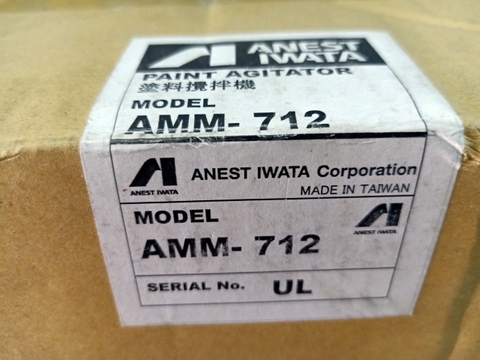 ANEST
IWATA
PAINT AGITATOR
塗料攪拌機
MODEL
AMM- 712
ANEST IWATA
ANEST IWATA Corporation
MADE IN TAIWAN
MODEL
ANEST IWATA
AMM- 712
SERIAL No. UL